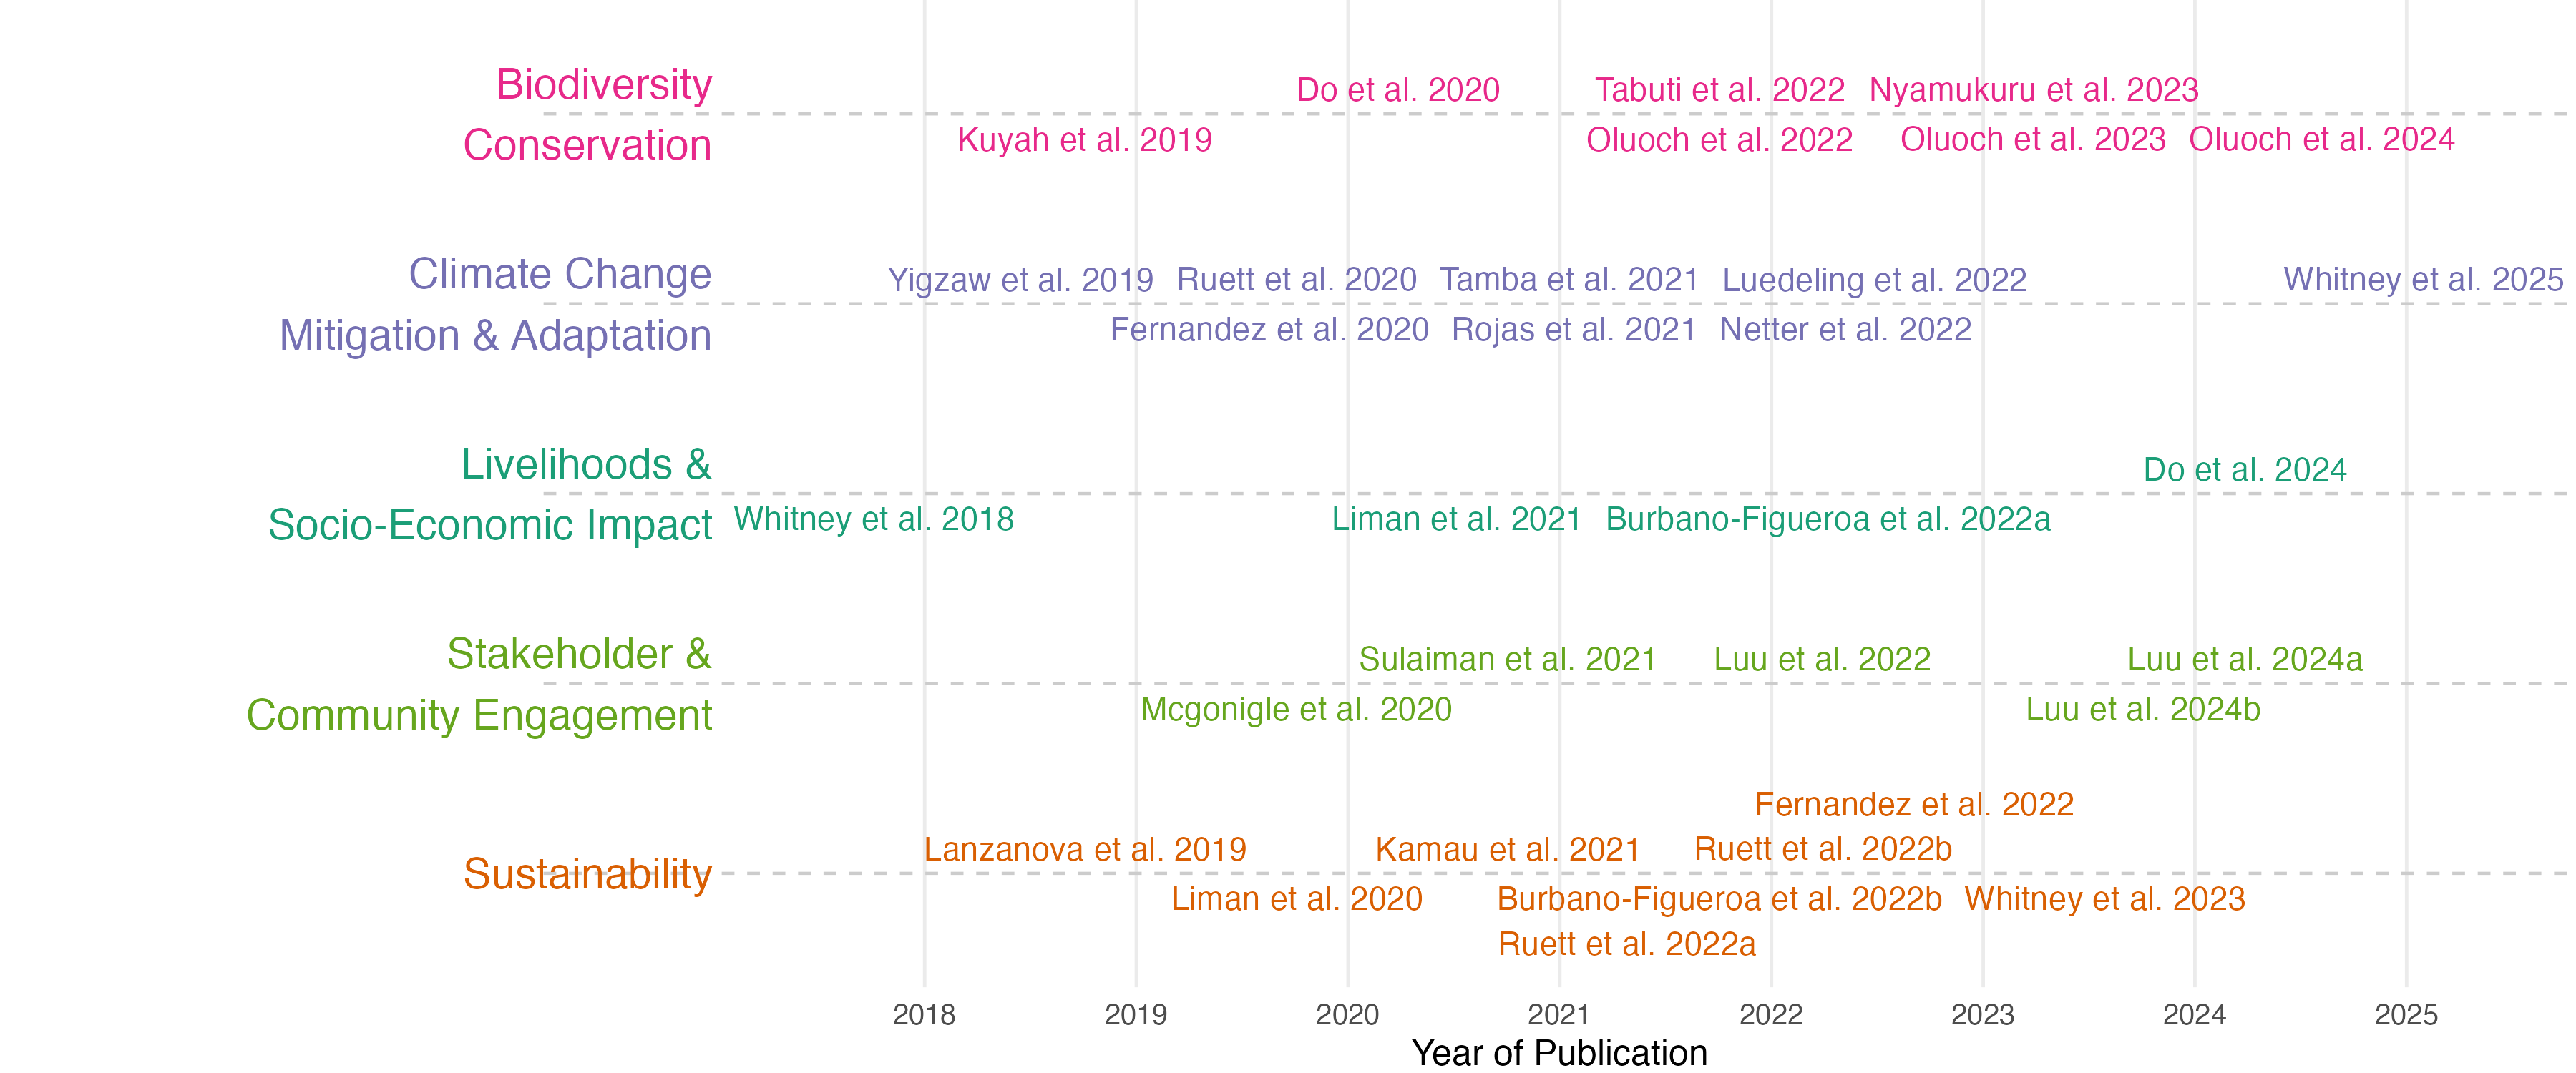 Biodiversity
Conservation
Do et al. 2020 Tabuti et al. 2022 Nyamukuru et al. 2023
Kuyah et al. 2019 Oluoch et al. 2022 Oluoch et al. 2023 Oluoch et al. 2024
Climate Change
Mitigation & Adaptation
Yigzaw et al. 2019 Ruett et al. 2020 Tamba et al. 2021 Luedeling et al. 2022 Whitney et al. 2025
Fernandez et al. 2020 Rojas et al. 2021 Netter et al. 2022
Livelihoods &
Socio-Economic Impact
Do et al. 2024
Whitney et al. 2018 Liman et al. 2021 Burbano-Figueroa et al. 2022a
Stakeholder &
Community Engagement
Sulaiman et al. 2021 Luu et al. 2022 Luu et al. 2024a
Mcgonigle et al. 2020 Luu et al. 2024b
Sustainability
Fernandez et al. 2022
Lanzanova et al. 2019 Kamau et al. 2021 Ruett et al. 2022b
Liman et al. 2020 Burbano-Figueroa et al. 2022b Whitney et al. 2023
Ruett et al. 2022a
2018 2019 2020 2021 2022 2023 2024 2025
Year of Publication